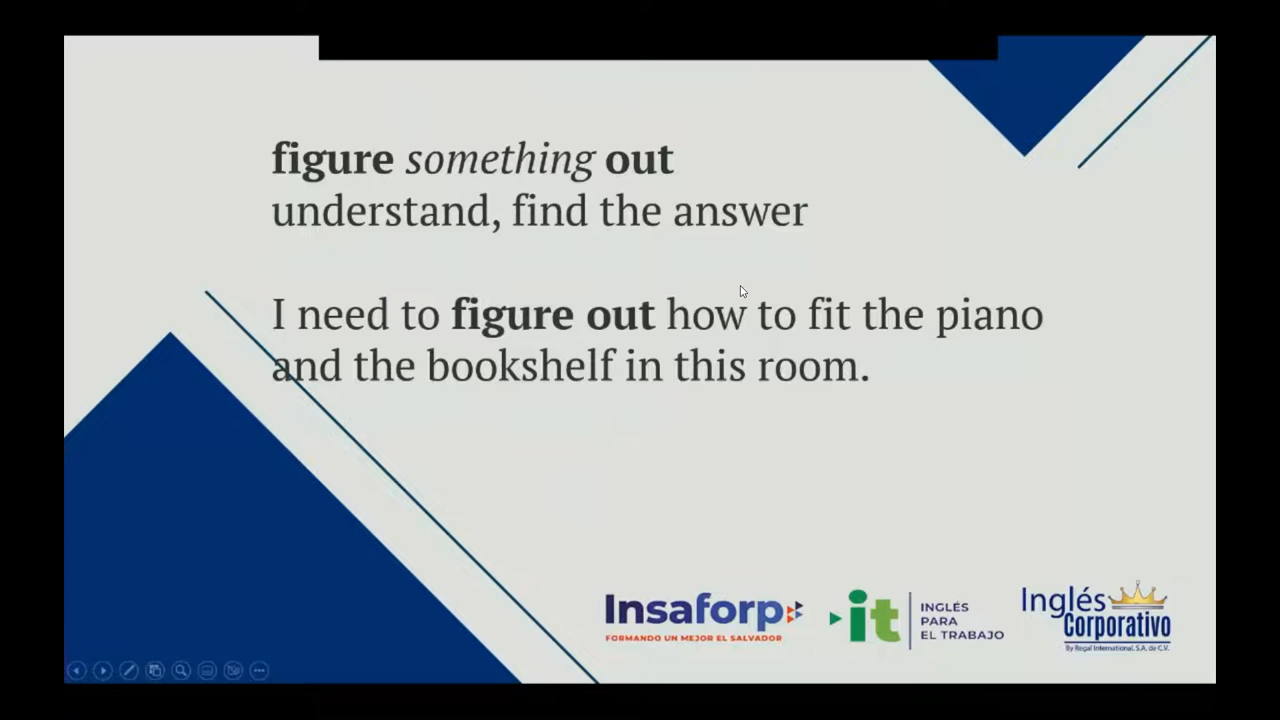 figure something out
understand, find the answer
I need to figure out how to fit the piano
and the bookshelf in this room.
Insaforp
FORMANDO UN MEJOR EL SALVADOR
it
INGLÉS
PARA
EL TRABAJO
Inglés
Corporativo
By Regal International, S.A. de C.V.